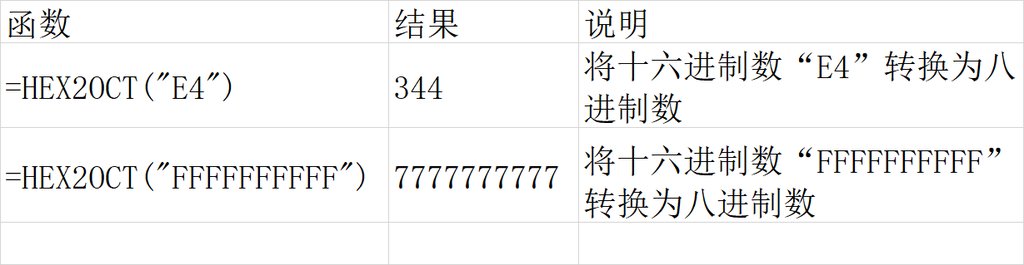 函数 结果 说明
将十六进制数“E4”转换为八
=HEX2OCT("E4") 344
进制数
将十六进制数“FFFFFFFFFF”
=HEX2OCT("FFFFFFFFFF") 7777777777
转换为八进制数